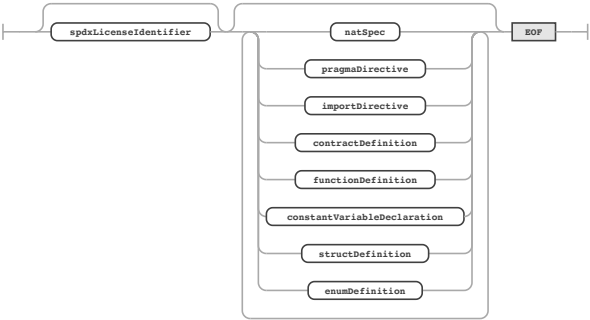 spdxLicenseIdentifier natSpec EOF
pragmaDirective
importDirective
contractDefinition
functionDefinition
constantVariableDeclaration
structDefinition
enumDefinition